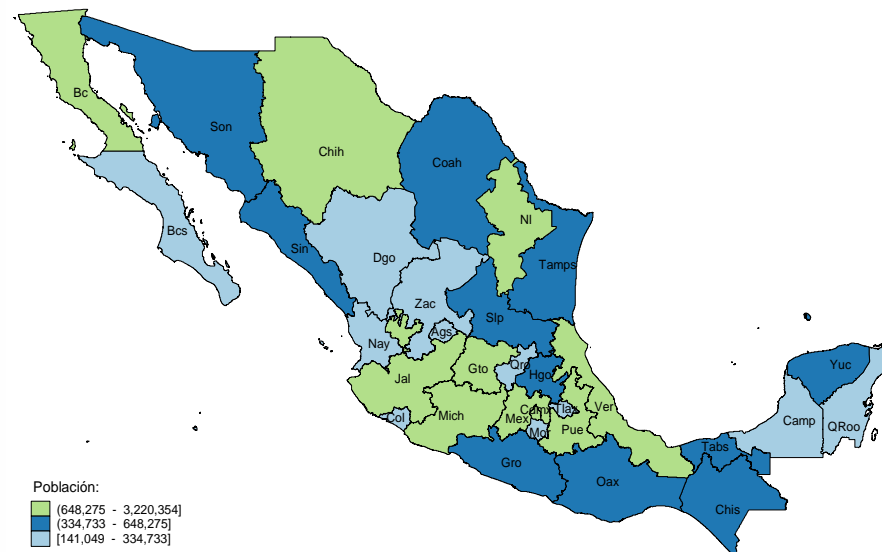 Bc
Son
Chih
Coah
Nl
Bcs
Sin
Dgo
Tamps
Zac
Slp
Ags
Nay
Qro
Yuc
Gto
Hgo
Jal
Cdmx
Tlax
Ver
Col
Mich
Mex
Camp
QRoo
Mor
Pue
Tabs
Gro
Oax
Chis
Población:
(648,275 - 3,220,354]
(334,733 - 648,275]
[141,049 - 334,733]